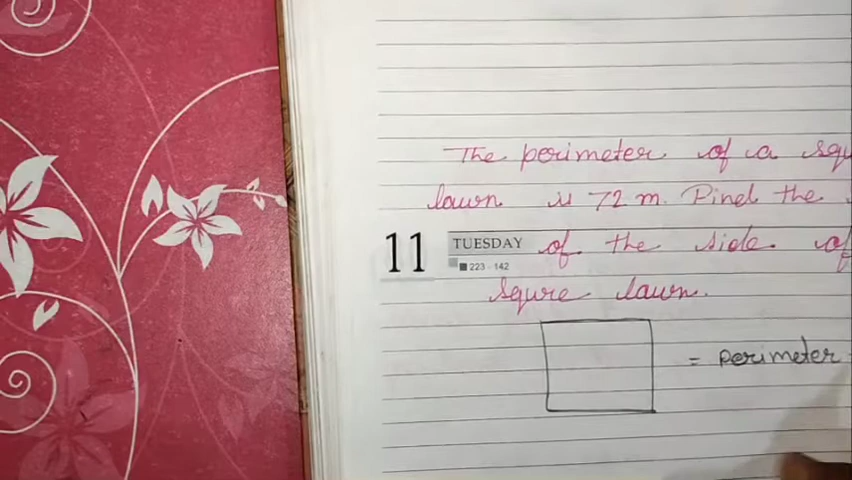 The perimeter of a squ
lawn is 72 m. Find the
11 TUESDAY of the side of
223 - 142
squre lawn.
= perimeter